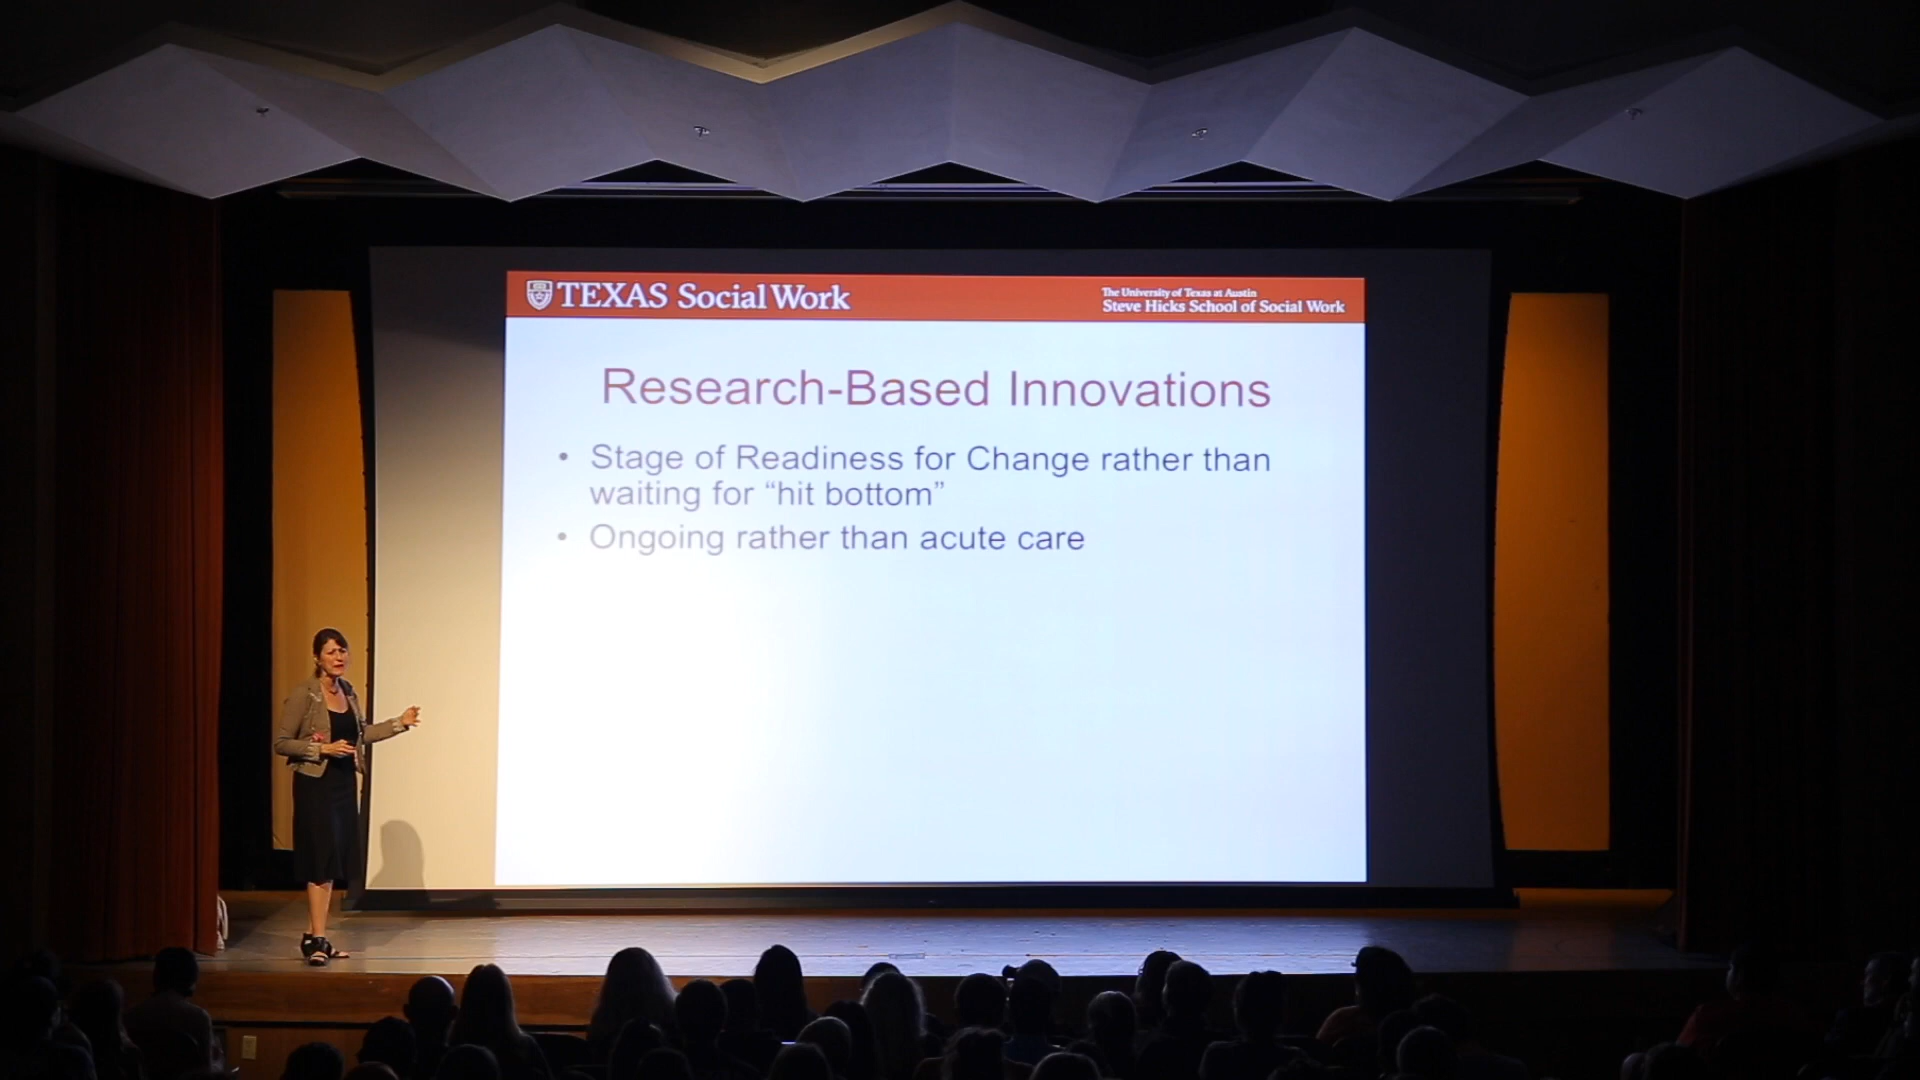 TEXAS Social Work
The University of Texas at Austin
Steve Hicks School of Social Work
Research-Based Innovations
• Stage of Readiness for Change rather than
waiting for “hit bottom”
• Ongoing rather than acute care